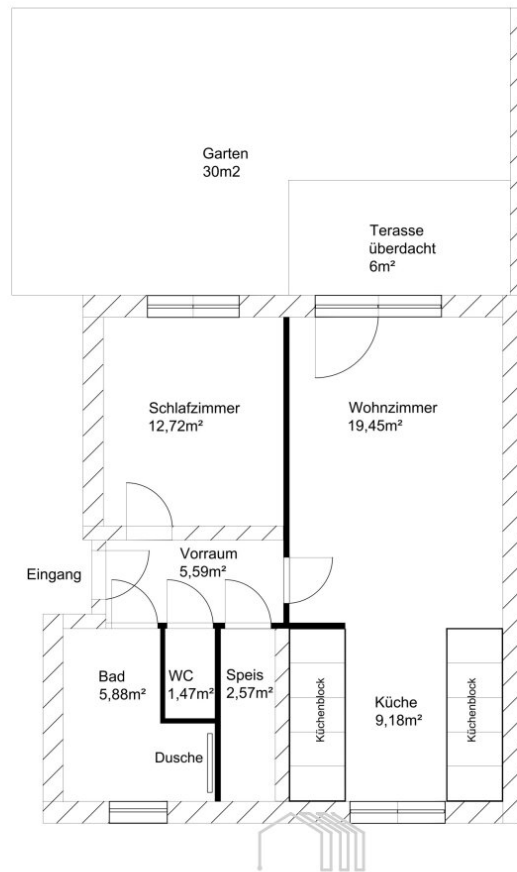 Garten
30m2
Terasse
überdacht
6m²
Schlafzimmer
12,72m²
Wohnzimmer
19,45m²
Eingang
Vorraum
5,59m²
Bad
5,88m²
WC
1,47m²
Speis
2,57m²
Küchenblock
Küche
9,18m²
Küchenblock
Dusche